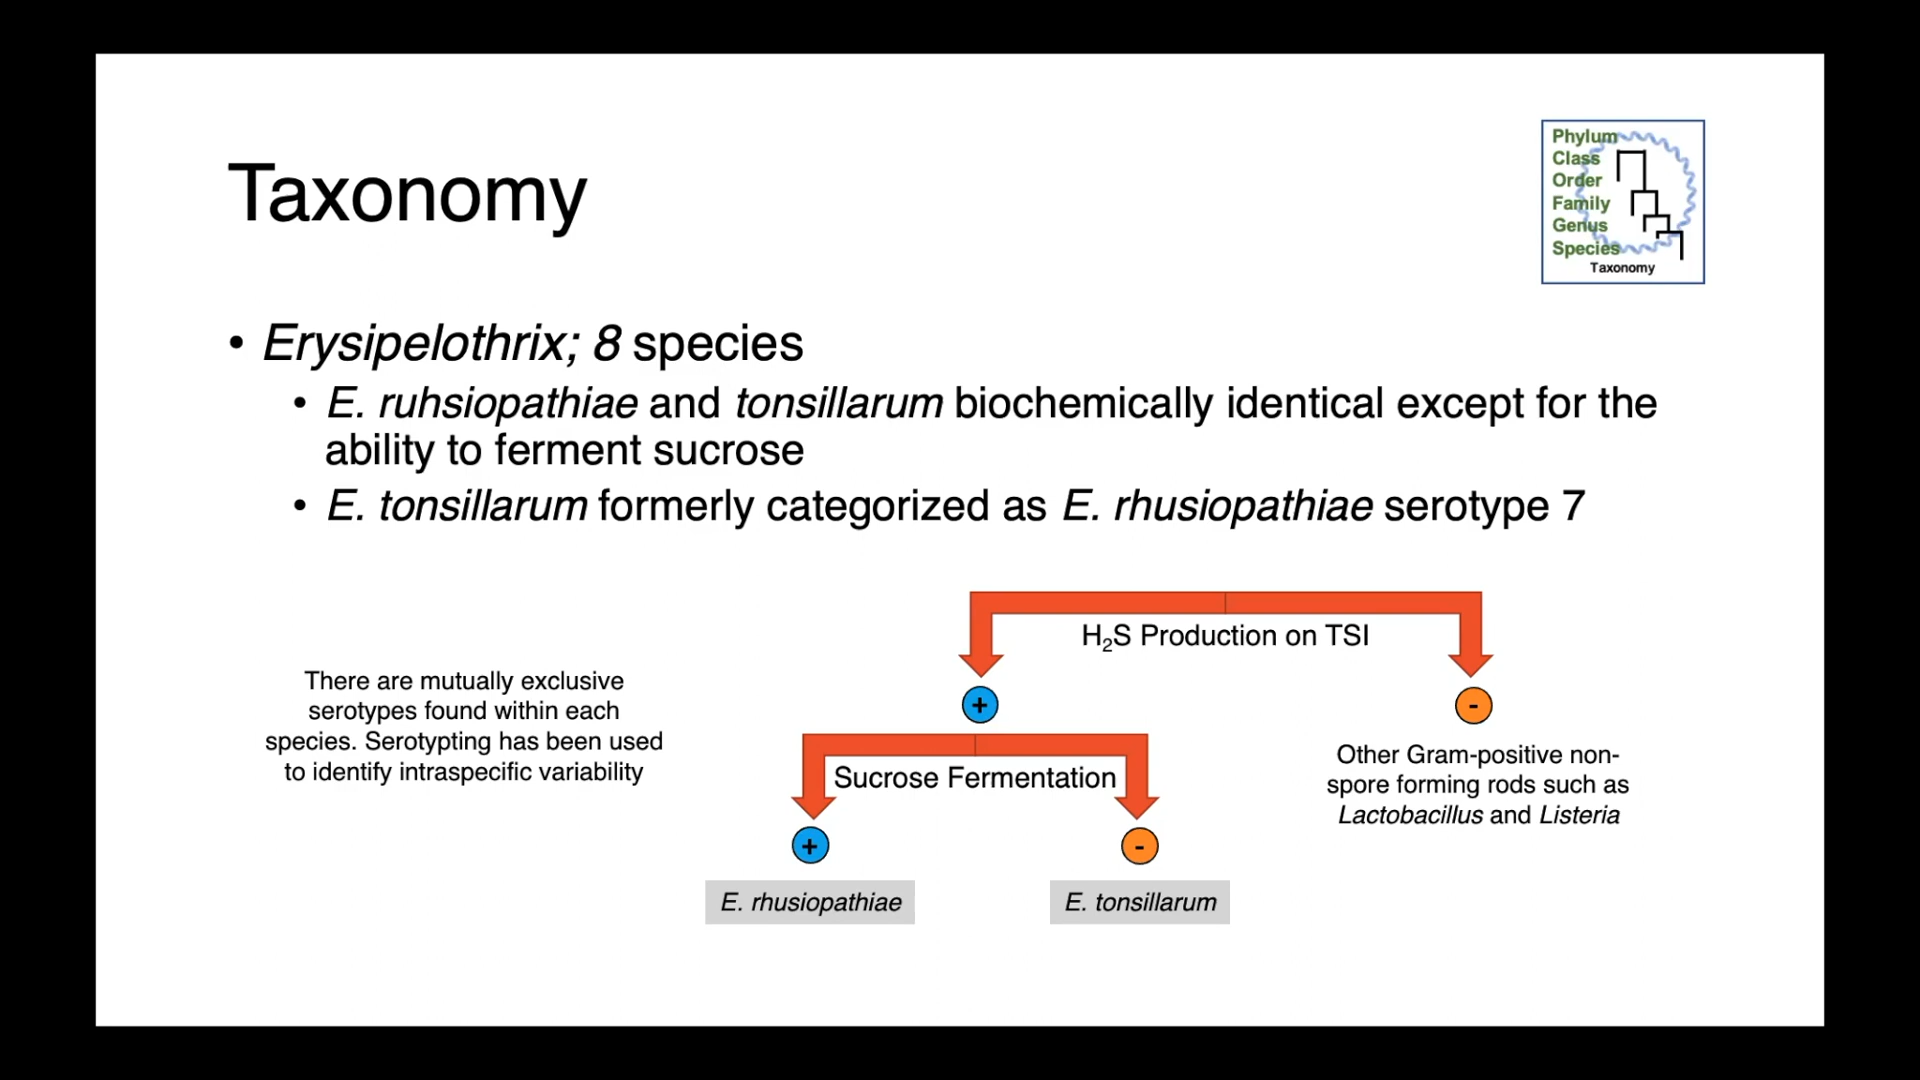 Taxonomy
Phylum
Class
Order
Family
Genus
Species
Taxonomy
• Erysipelothrix; 8 species
• E. ruhsiopathiae and tonsillarum biochemically identical except for the
ability to ferment sucrose
• E. tonsillarum formerly categorized as E. rhusiopathiae serotype 7
H₂S Production on TSI
There are mutually exclusive
serotypes found within each
species. Serotypting has been used
to identify intraspecific variability
+
-
Sucrose Fermentation
Other Gram-positive non-
spore forming rods such as
Lactobacillus and Listeria
+
-
E. rhusiopathiae
E. tonsillarum